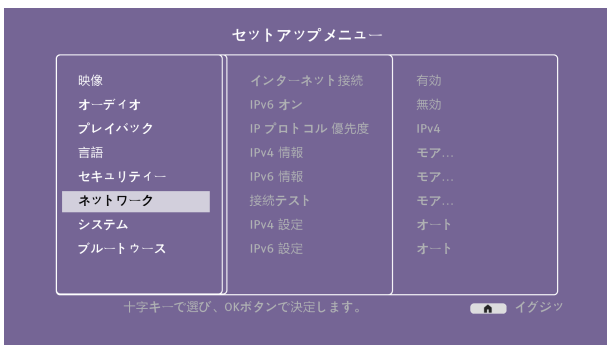 セットアップメニュー
映像 インターネット接続 有効
オーディオ IPv6 オン 無効
プレイバック IP プロトコル 優先度 IPv4
言語 IPv4 情報 モア...
セキュリティー IPv6 情報 モア...
ネットワーク 接続テスト モア...
システム IPv4 設定 オート
ブルートゥース IPv6 設定 オート
十字キーで選び、OKボタンで決定します。 イグジッ